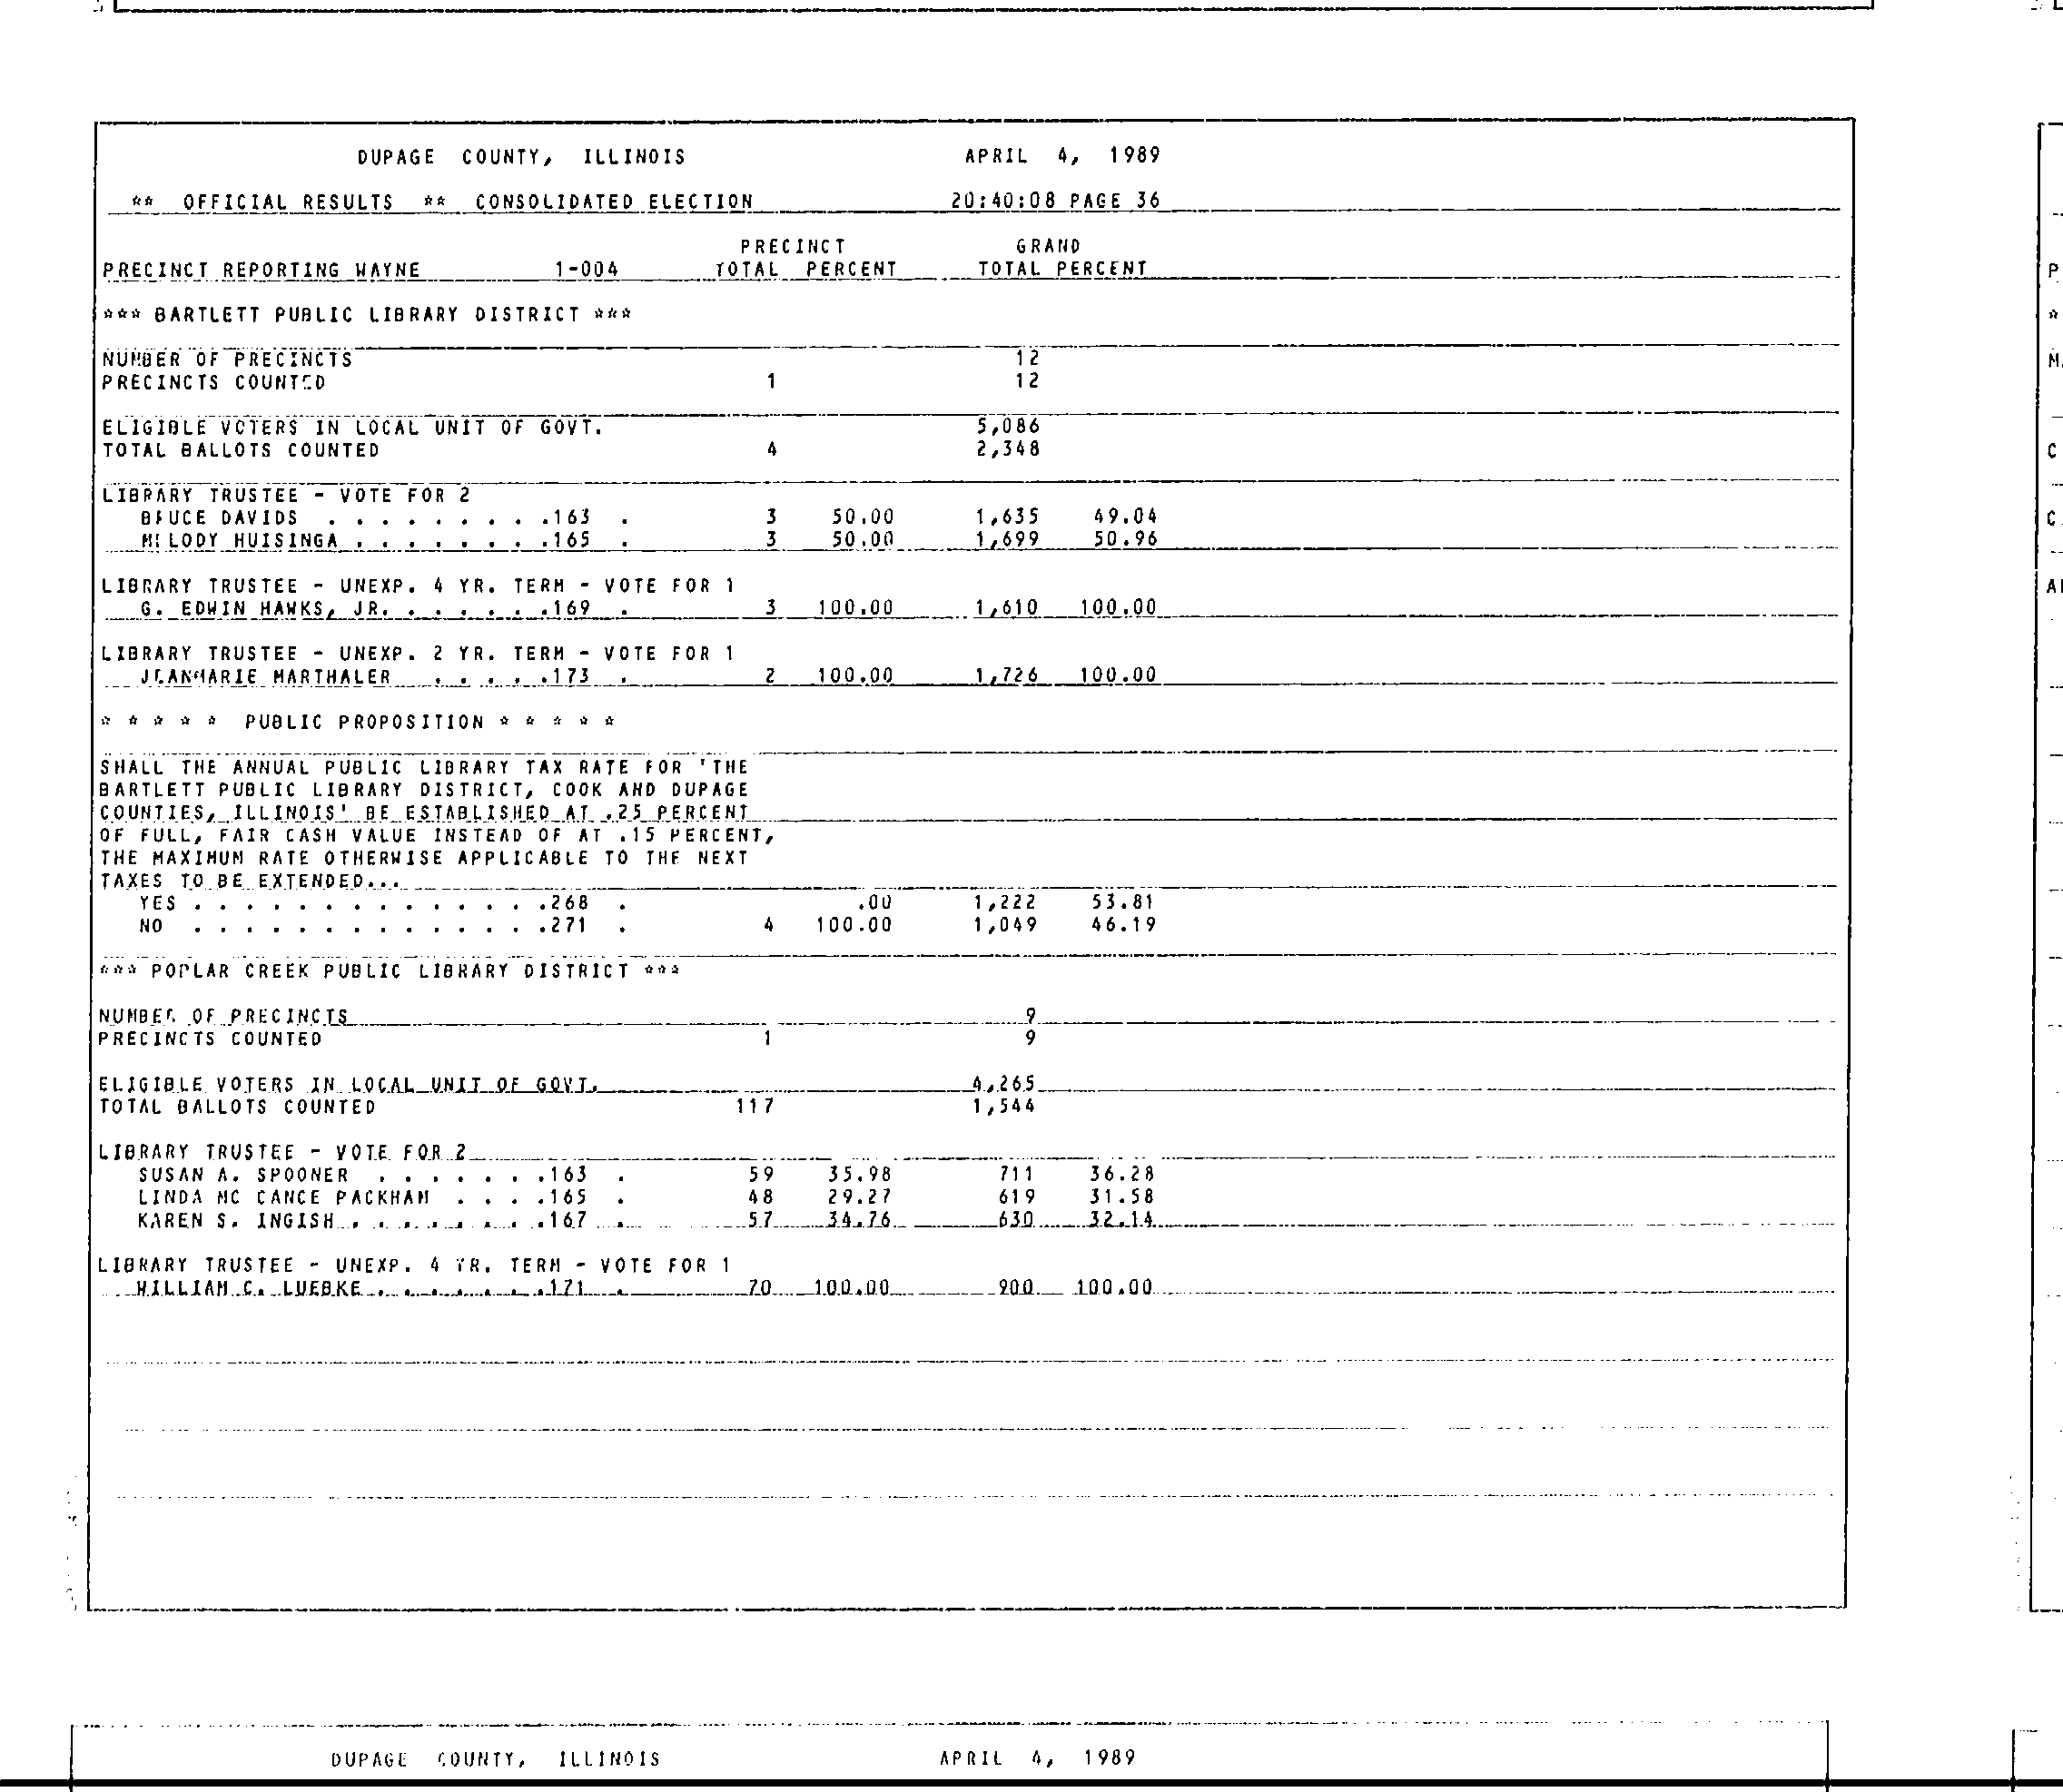 DUPAGE COUNTY, ILLINOIS APRIL 4, 1989
** OFFICIAL RESULTS ** CONSOLIDATED ELECTION 20:40:08 PAGE 36
PRECINCT GRAND
PRECINCT REPORTING WAYNE 1-004 TOTAL PERCENT TOTAL PERCENT
*** BARTLETT PUBLIC LIBRARY DISTRICT ***
NUMBER OF PRECINCTS 12
PRECINCTS COUNTED 1 12
ELIGIBLE VOTERS IN LOCAL UNIT OF GOVT. 5,086
TOTAL BALLOTS COUNTED 4 2,348
LIBRARY TRUSTEE - VOTE FOR 2
BRUCE DAVIDS . . . . . . . . .163 . 3 50.00 1,635 49.04
MELODY HUISINGA . . . . . . . .165 . 3 50.00 1,699 50.96
LIBRARY TRUSTEE - UNEXP. 4 YR. TERM - VOTE FOR 1
G. EDWIN HAWKS, JR. . . . . . .169 . 3 100.00 1,610 100.00
LIBRARY TRUSTEE - UNEXP. 2 YR. TERM - VOTE FOR 1
JEANMARIE MARTHALER . . . . .173 . 2 100.00 1,726 100.00
* * * * * PUBLIC PROPOSITION * * * * *
SHALL THE ANNUAL PUBLIC LIBRARY TAX RATE FOR 'THE
BARTLETT PUBLIC LIBRARY DISTRICT, COOK AND DUPAGE
COUNTIES, ILLINOIS' BE ESTABLISHED AT .25 PERCENT
OF FULL, FAIR CASH VALUE INSTEAD OF AT .15 PERCENT,
THE MAXIMUM RATE OTHERWISE APPLICABLE TO THE NEXT
TAXES TO BE EXTENDED...
YES . . . . . . . . . . . . . .268 . .00 1,222 53.81
NO . . . . . . . . . . . . . .271 . 4 100.00 1,049 46.19
*** POPLAR CREEK PUBLIC LIBRARY DISTRICT ***
NUMBER OF PRECINCTS 9
PRECINCTS COUNTED 1 9
ELIGIBLE VOTERS IN LOCAL UNIT OF GOVT. 4,265
TOTAL BALLOTS COUNTED 117 1,544
LIBRARY TRUSTEE - VOTE FOR 2
SUSAN A. SPOONER . . . . . . .163 . 59 35.98 711 36.28
LINDA MC CANCE PACKHAM . . . .165 . 48 29.27 619 31.58
KAREN S. INGISH . . . . . . . .167 . 57 34.76 630 32.14
LIBRARY TRUSTEE - UNEXP. 4 YR. TERM - VOTE FOR 1
WILLIAM C. LUEBKE . . . . . . .171 . 70 100.00 900 100.00
DUPAGE COUNTY, ILLINOIS APRIL 4, 1989